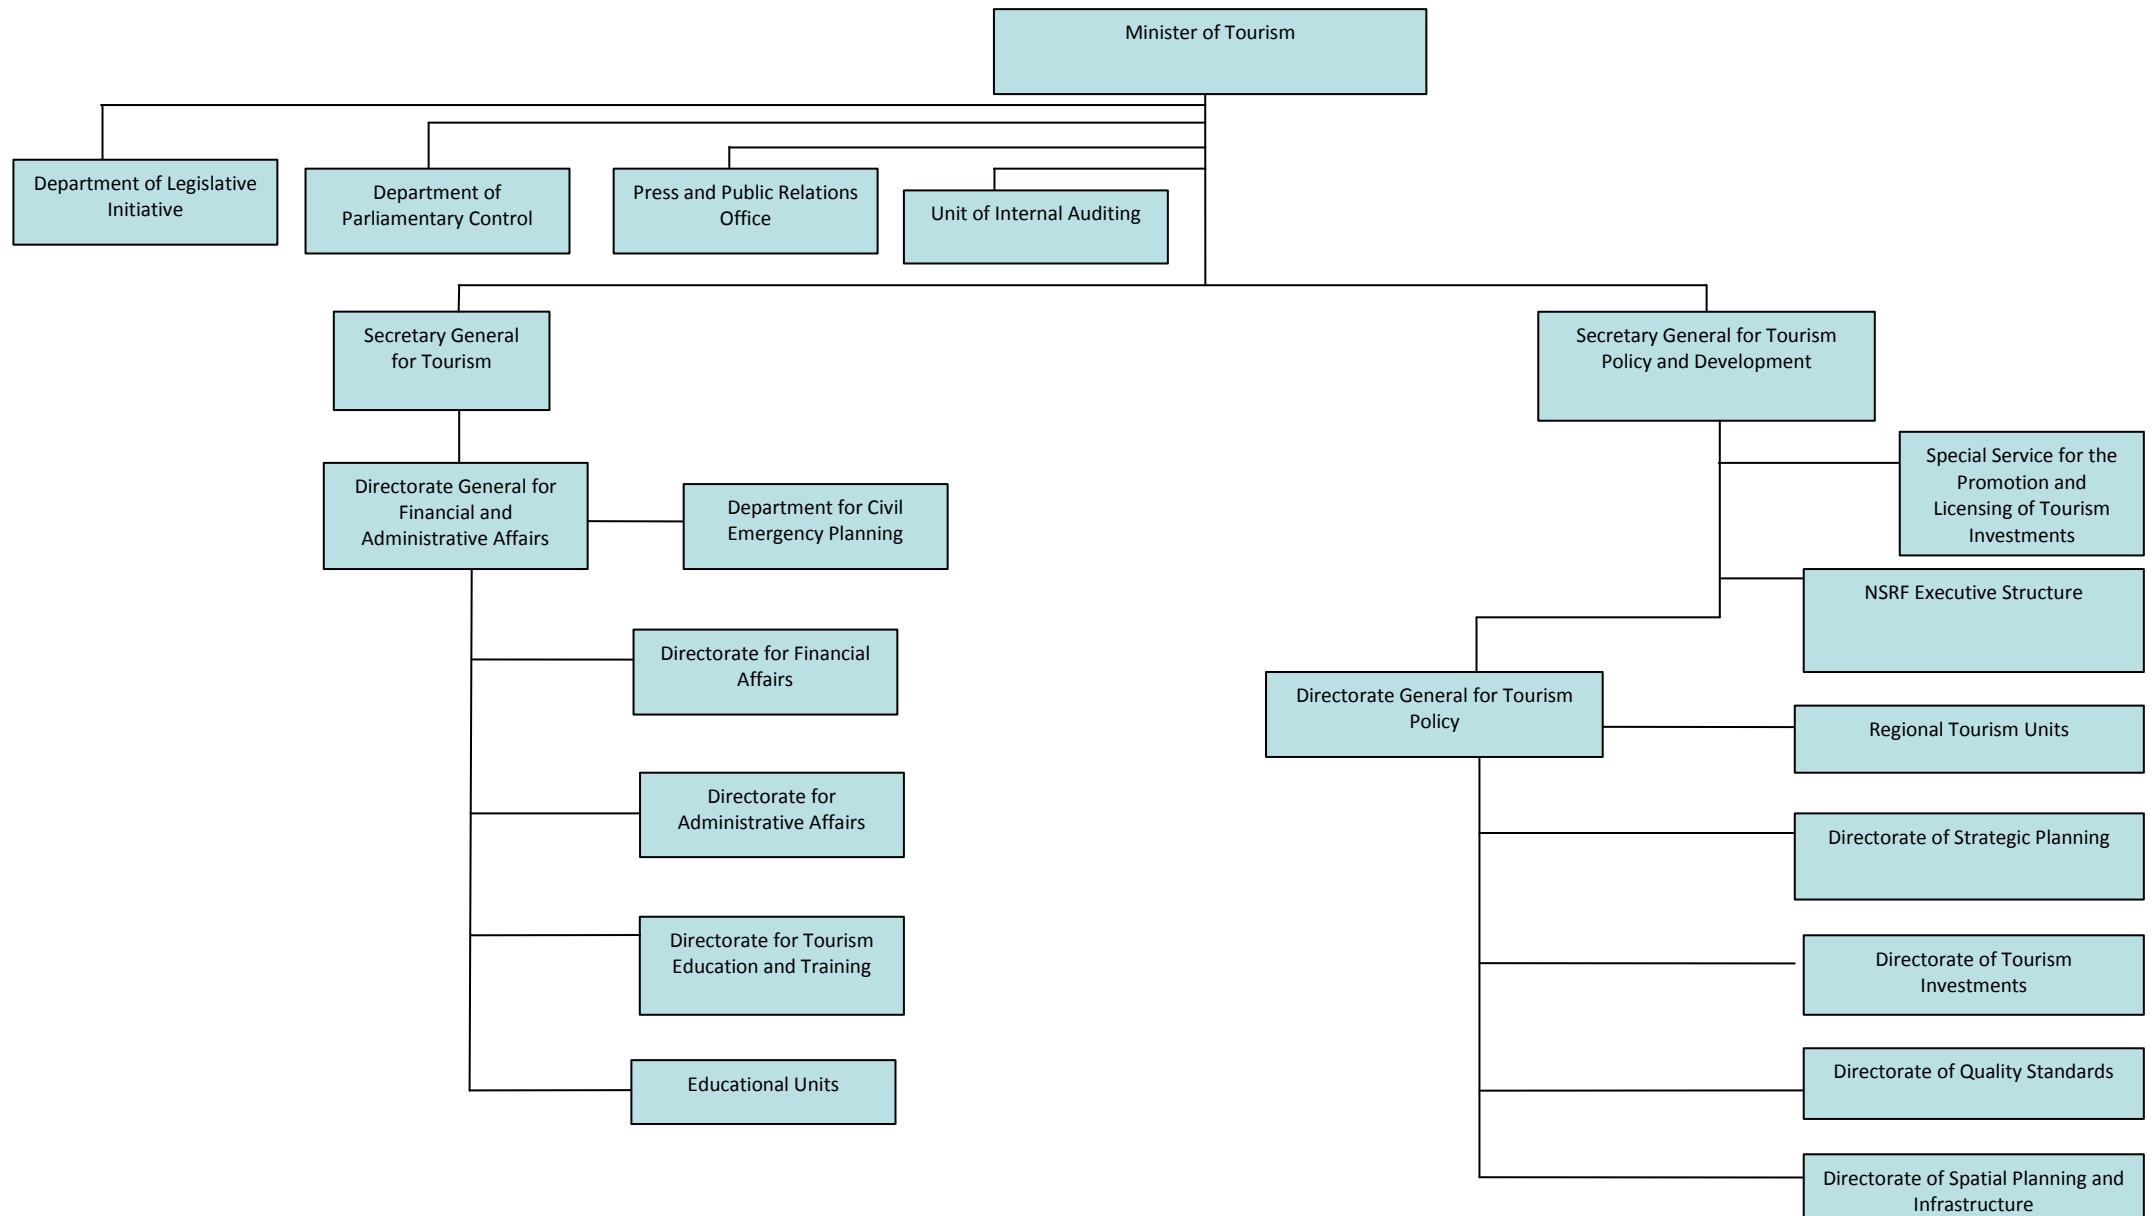 Minister of Tourism
Department of Legislative
Initiative
Department of
Parliamentary Control
Press and Public Relations
Office
Unit of Internal Auditing
Secretary General
for Tourism
Secretary General for Tourism
Policy and Development
Directorate General for
Financial and
Administrative Affairs
Department for Civil
Emergency Planning
Directorate for Financial
Affairs
Directorate for
Administrative Affairs
Directorate for Tourism
Education and Training
Educational Units
Special Service for the
Promotion and
Licensing of Tourism
Investments
NSRF Executive Structure
Directorate General for Tourism
Policy
Regional Tourism Units
Directorate of Strategic Planning
Directorate of Tourism
Investments
Directorate of Quality Standards
Directorate of Spatial Planning and
Infrastructure